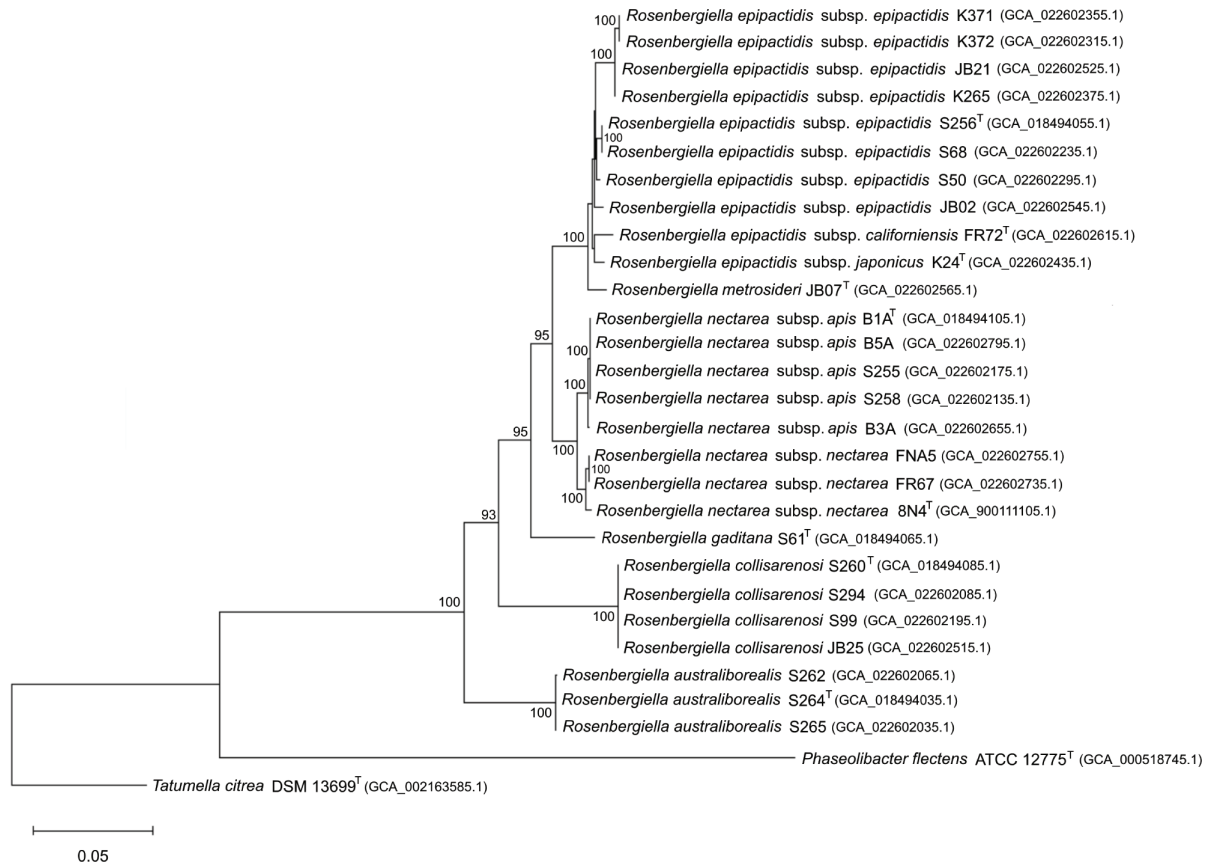 100
Rosenbergiella epipactidis subsp. epipactidis K371 (GCA_022602355.1)
Rosenbergiella epipactidis subsp. epipactidis K372 (GCA_022602315.1)
100
Rosenbergiella epipactidis subsp. epipactidis JB21 (GCA_022602525.1)
Rosenbergiella epipactidis subsp. epipactidis K265 (GCA_022602375.1)
Rosenbergiella epipactidis subsp. epipactidis S256T (GCA_018494055.1)
100
Rosenbergiella epipactidis subsp. epipactidis S68 (GCA_022602235.1)
Rosenbergiella epipactidis subsp. epipactidis S50 (GCA_022602295.1)
Rosenbergiella epipactidis subsp. epipactidis JB02 (GCA_022602545.1)
100
Rosenbergiella epipactidis subsp. californiensis FR72T (GCA_022602615.1)
Rosenbergiella epipactidis subsp. japonicus K24T (GCA_022602435.1)
Rosenbergiella metrosideri JB07T (GCA_022602565.1)
Rosenbergiella nectarea subsp. apis B1AT (GCA_018494105.1)
95
Rosenbergiella nectarea subsp. apis B5A (GCA_022602795.1)
100
Rosenbergiella nectarea subsp. apis S255 (GCA_022602175.1)
100
Rosenbergiella nectarea subsp. apis S258 (GCA_022602135.1)
Rosenbergiella nectarea subsp. apis B3A (GCA_022602655.1)
95
100
Rosenbergiella nectarea subsp. nectarea FNA5 (GCA_022602755.1)
100
Rosenbergiella nectarea subsp. nectarea FR67 (GCA_022602735.1)
100
Rosenbergiella nectarea subsp. nectarea 8N4T (GCA_900111105.1)
93
Rosenbergiella gaditana S61T (GCA_018494065.1)
Rosenbergiella collisarenosi S260T (GCA_018494085.1)
Rosenbergiella collisarenosi S294 (GCA_022602085.1)
100
100
Rosenbergiella collisarenosi S99 (GCA_022602195.1)
Rosenbergiella collisarenosi JB25 (GCA_022602515.1)
Rosenbergiella australiborealis S262 (GCA_022602065.1)
Rosenbergiella australiborealis S264T (GCA_018494035.1)
100
Rosenbergiella australiborealis S265 (GCA_022602035.1)
Phaseolibacter flectens ATCC 12775T (GCA_000518745.1)
Tatumella citrea DSM 13699T (GCA_002163585.1)
0.05